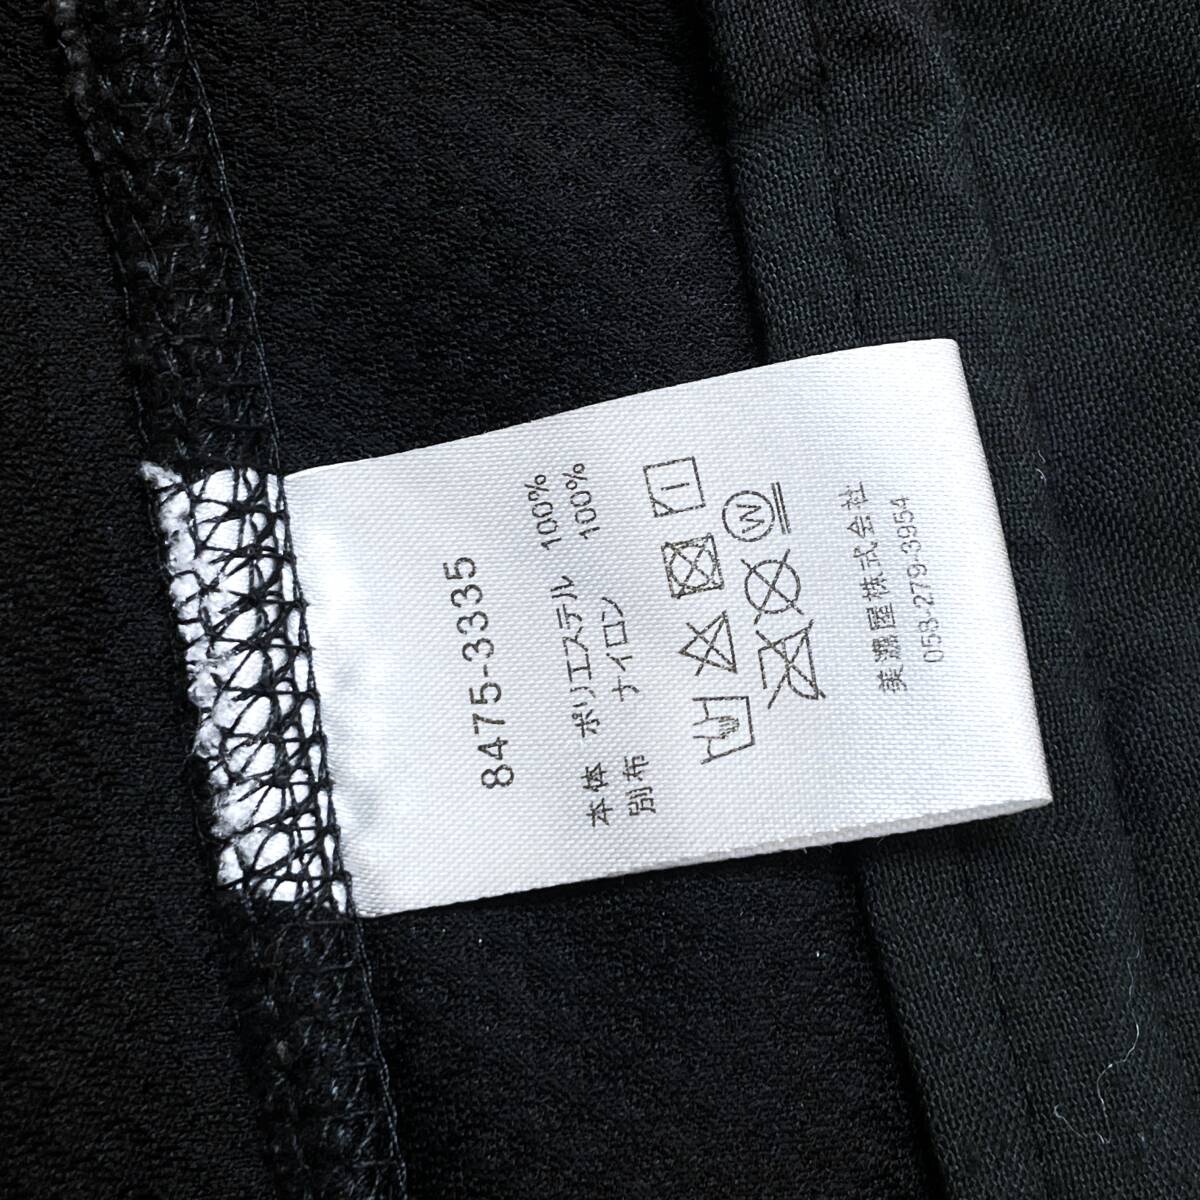 8475-3335
本体 ポリエステル 100%
別布 ナイロン 100%
W
美濃屋株式会社
058-279-3954